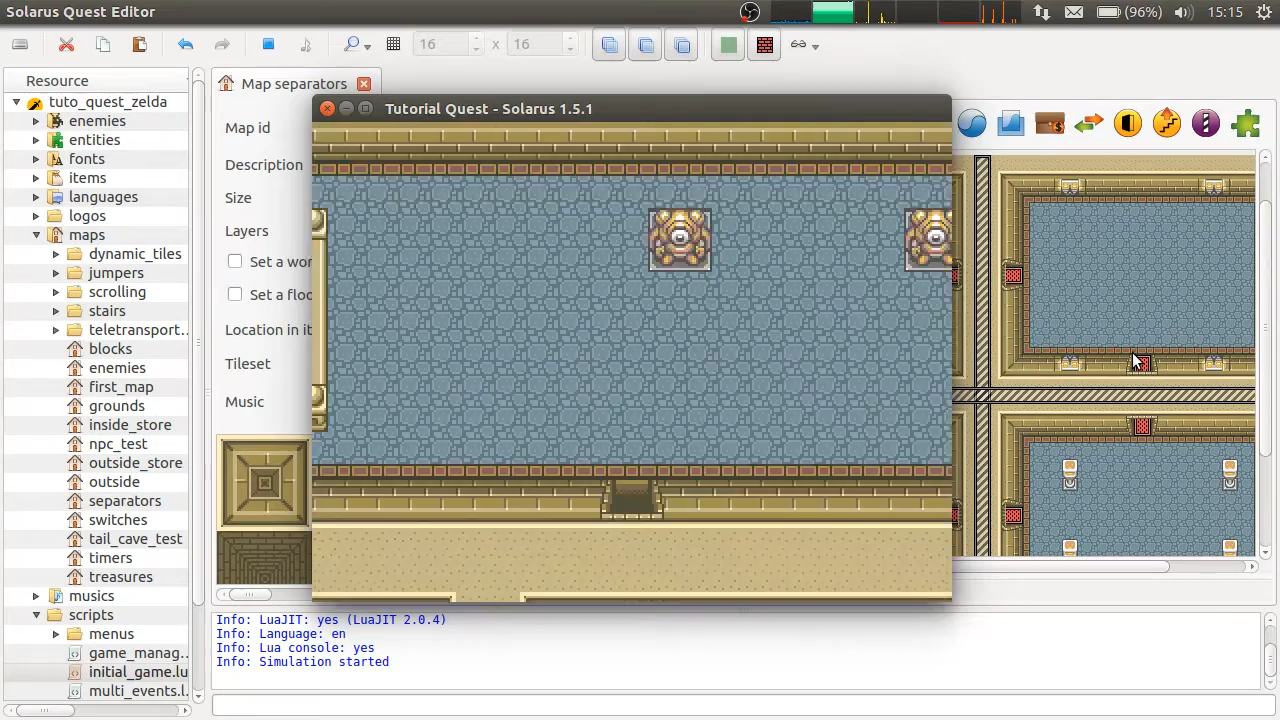 Solarus Quest Editor
(96%)
15:15
16
x
16
Resource
tuto_quest_zelda
enemies
entities
fonts
items
languages
logos
maps
dynamic_tiles
jumpers
scrolling
stairs
teletransport...
blocks
enemies
first_map
grounds
inside_store
npc_test
outside_store
outside
separators
switches
tail_cave_test
timers
treasures
musics
scripts
menus
game_manag...
initial_game.lu
multi_events.l...
Map separators
Map id
Description
Size
Layers
Set a wor
Set a floo
Location in it
Tileset
Music
Tutorial Quest - Solarus 1.5.1
Info: LuaJIT: yes (LuaJIT 2.0.4)
Info: Language: en
Info: Lua console: yes
Info: Simulation started